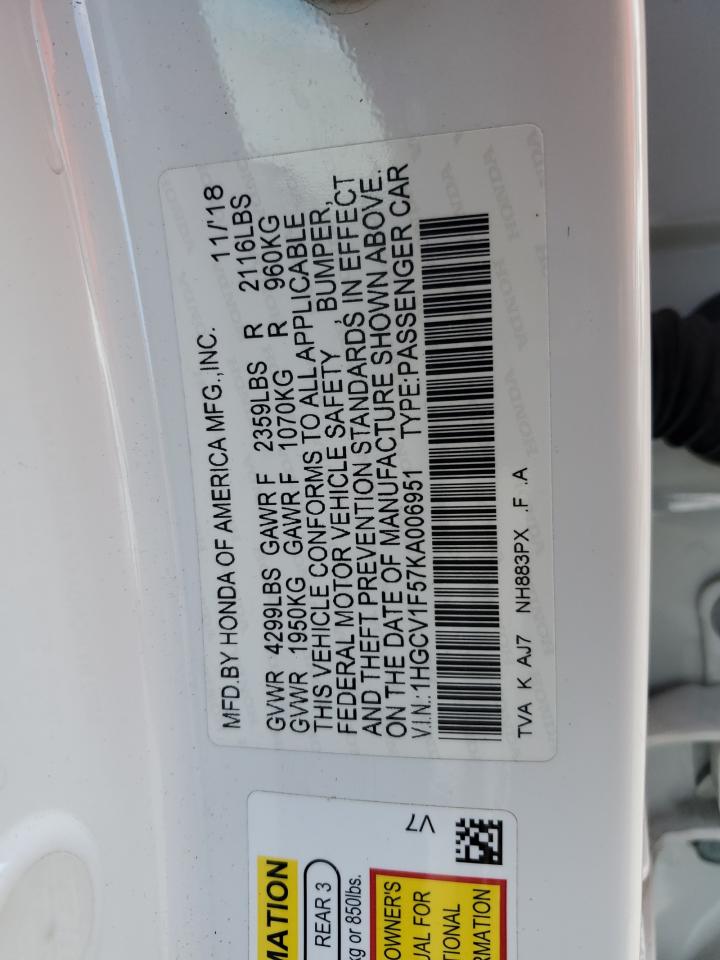 MFD.BY HONDA OF AMERICA MFG.,INC. 11/18
GVWR 4299LBS GAWR F 2359LBS R 2116LBS
GVWR 1950KG GAWR F 1070KG R 960KG
THIS VEHICLE CONFORMS TO ALL APPLICABLE
FEDERAL MOTOR VEHICLE SAFETY , BUMPER,
AND THEFT PREVENTION STANDARDS IN EFFECT
ON THE DATE OF MANUFACTURE SHOWN ABOVE.
V.I.N.:1HGCV1F57KA006951 TYPE:PASSENGER CAR
TVA K AJ7 NH883PX .F .A
V7
MATION
REAR 3
kg or 850lbs.
OWNER'S
UAL FOR
TIONAL
RMATION